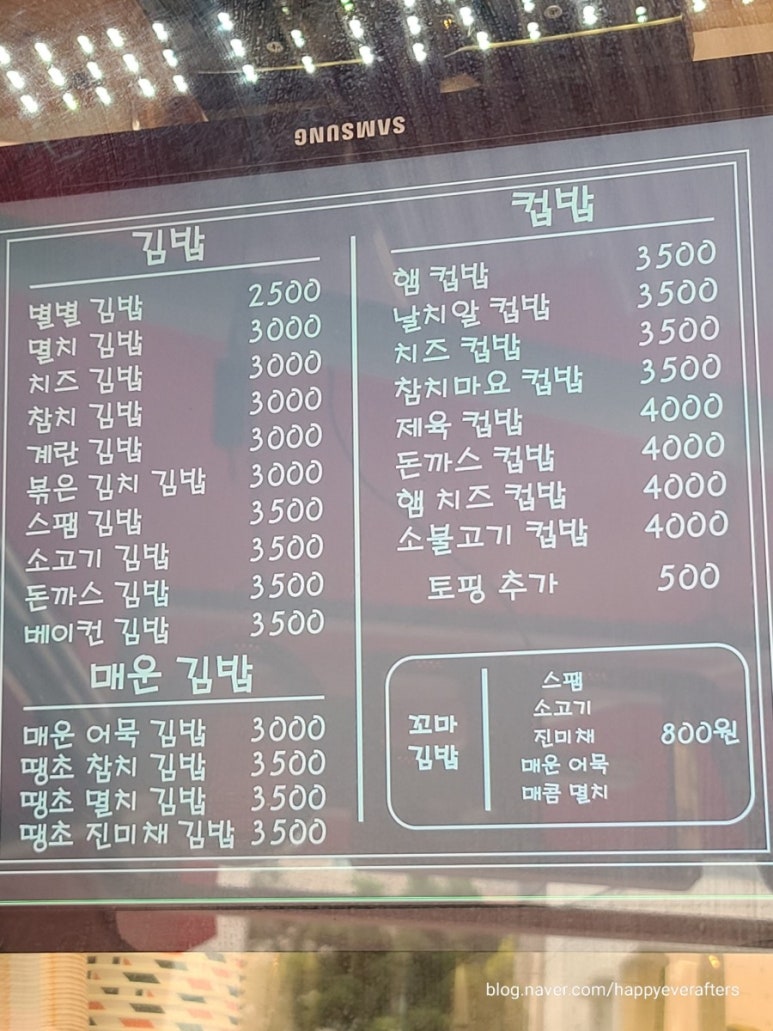 SAMSUNG
김밥
별별 김밥 2500
멸치 김밥 3000
치즈 김밥 3000
참치 김밥 3000
계란 김밥 3000
볶은 김치 김밥 3000
스팸 김밥 3500
소고기 김밥 3500
돈까스 김밥 3500
베이컨 김밥 3500
매운 김밥
매운 어묵 김밥 3000
땡초 참치 김밥 3500
땡초 멸치 김밥 3500
땡초 진미채 김밥 3500
컵밥
햄 컵밥 3500
날치알 컵밥 3500
치즈 컵밥 3500
참치마요 컵밥 3500
제육 컵밥 4000
돈까스 컵밥 4000
햄 치즈 컵밥 4000
소불고기 컵밥 4000
토핑 추가 500
꼬마
김밥
스팸
소고기
진미채
매운 어묵
매콤 멸치
800원
blog.naver.com/happyeverafters